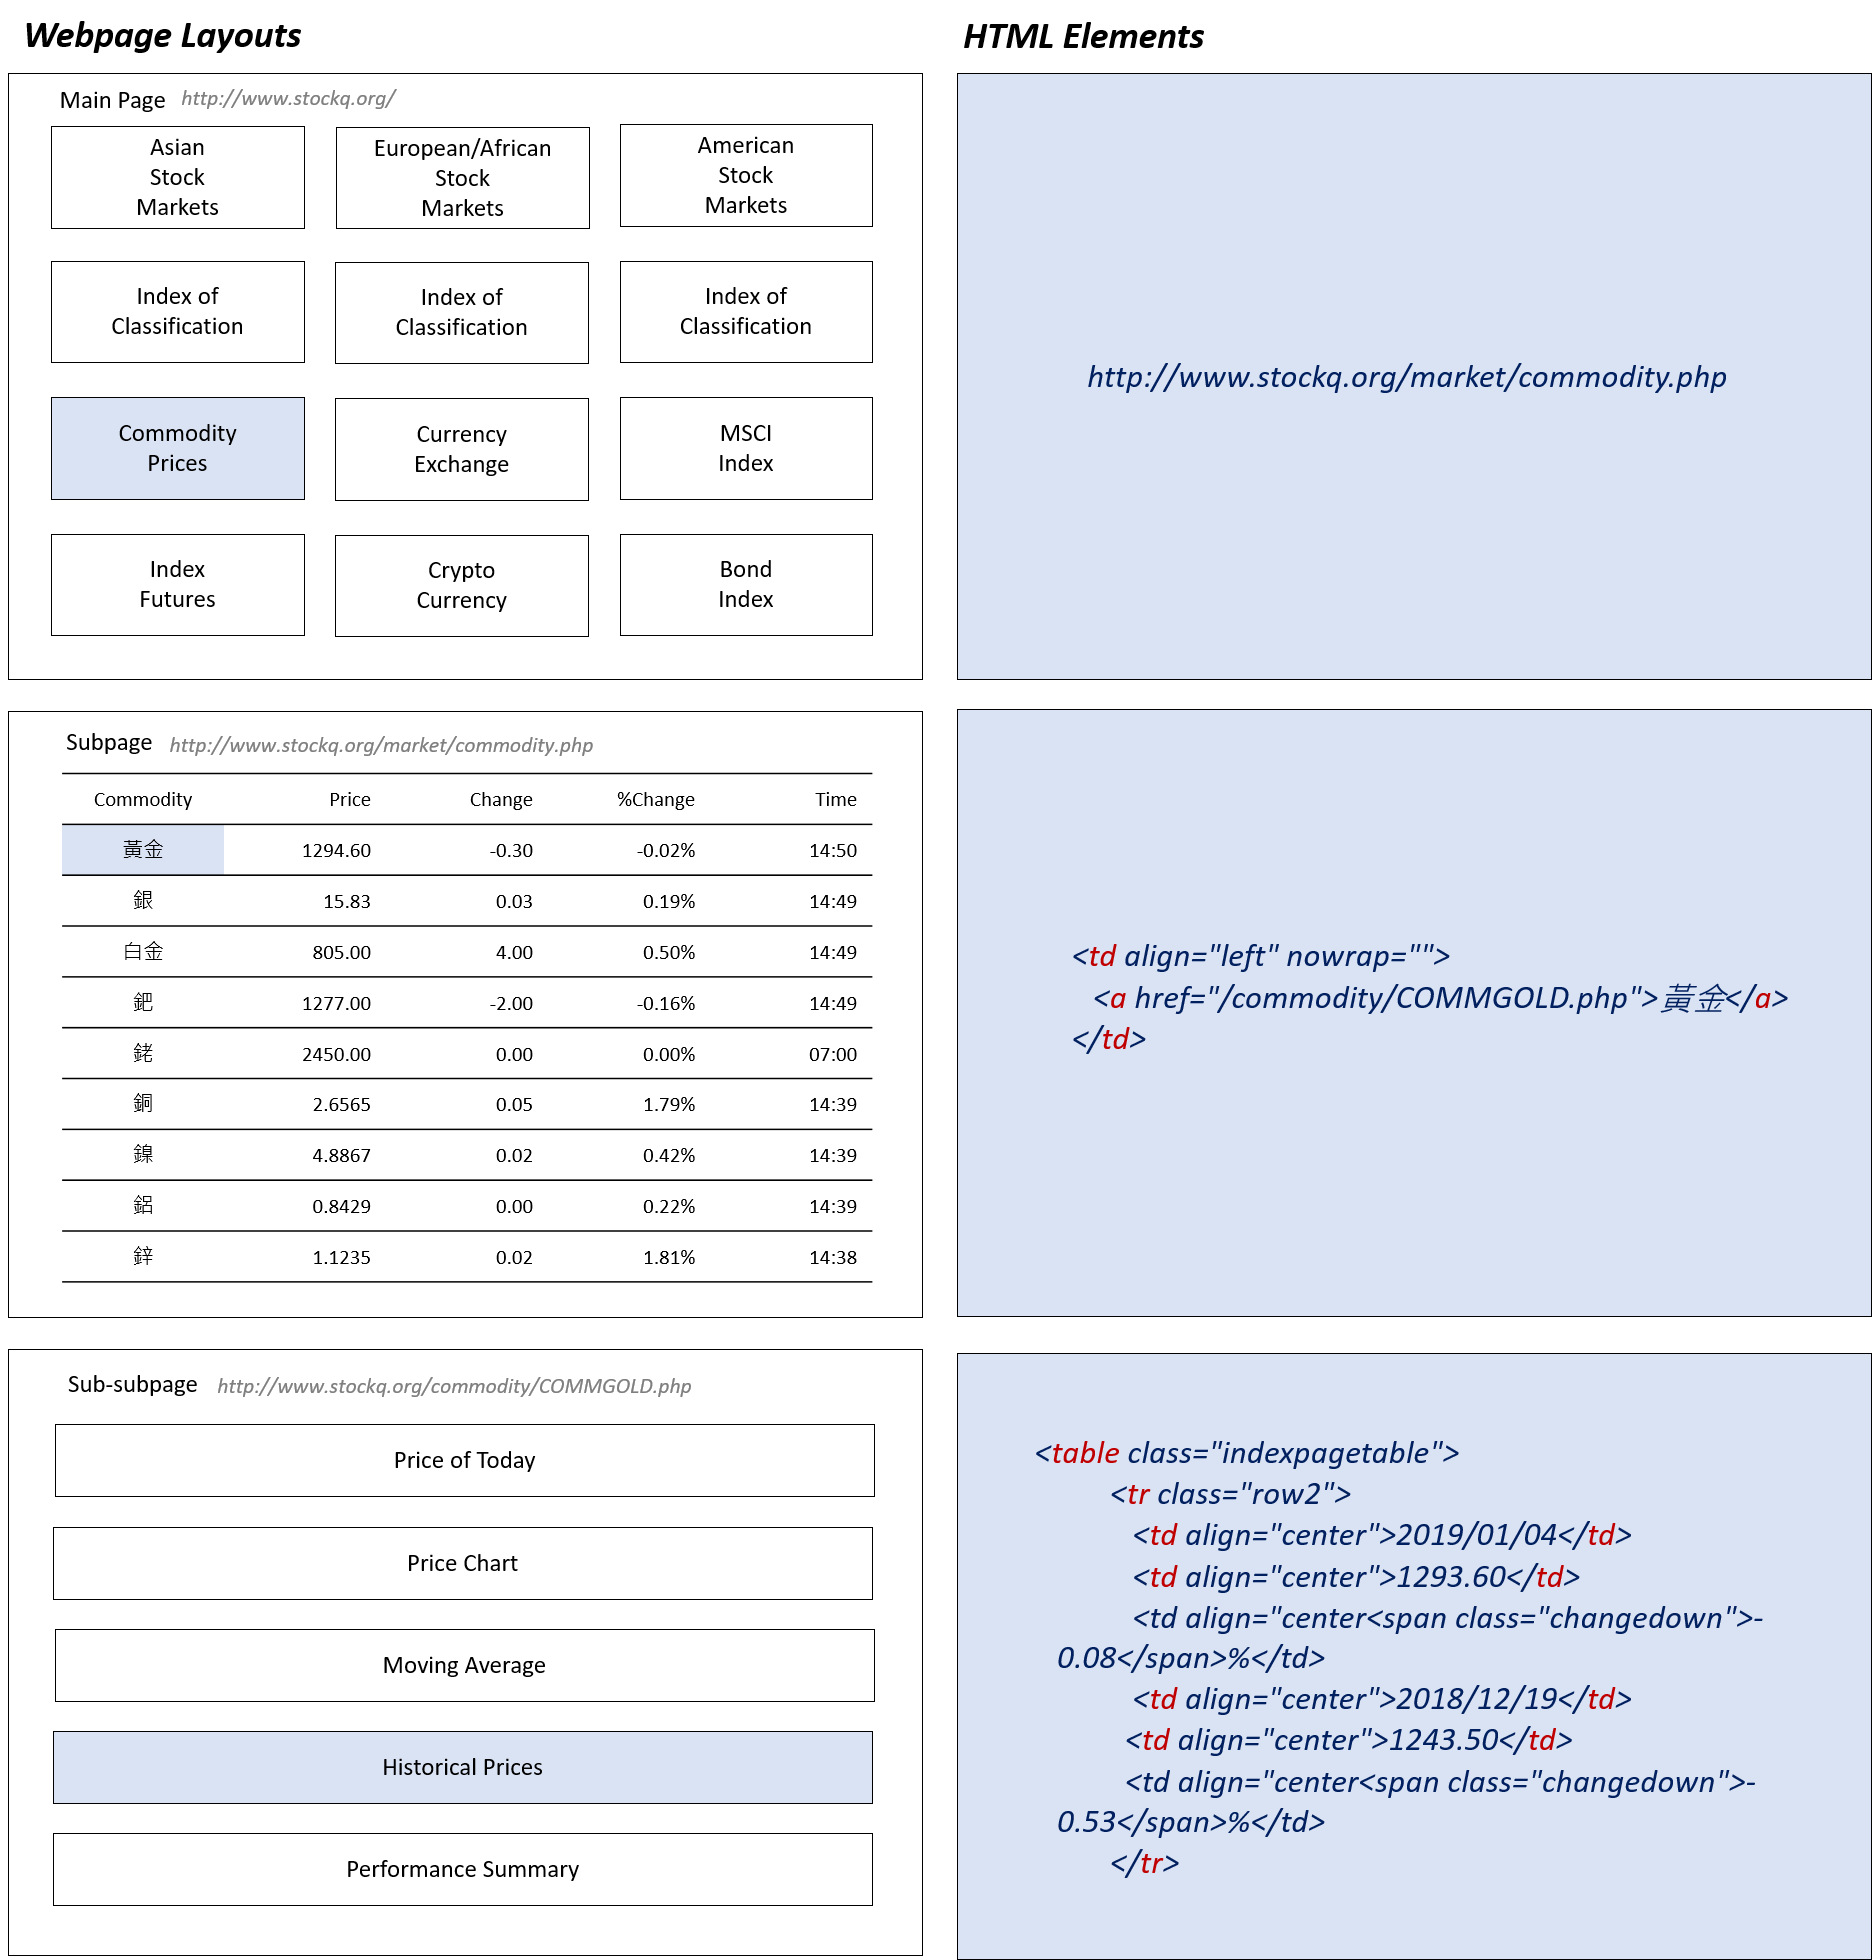 Webpage Layouts
HTML Elements
Main Page http://www.stockq.org/
Asian
Stock
Markets
European/African
Stock
Markets
American
Stock
Markets
Index of
Classification
Index of
Classification
Index of
Classification
Commodity
Prices
Currency
Exchange
MSCI
Index
Index
Futures
Crypto
Currency
Bond
Index
http://www.stockq.org/market/commodity.php
Subpage http://www.stockq.org/market/commodity.php
Commodity Price Change %Change Time
黃金 1294.60 -0.30 -0.02% 14:50
銀 15.83 0.03 0.19% 14:49
白金 805.00 4.00 0.50% 14:49
鈀 1277.00 -2.00 -0.16% 14:49
銠 2450.00 0.00 0.00% 07:00
銅 2.6565 0.05 1.79% 14:39
鎳 4.8867 0.02 0.42% 14:39
鋁 0.8429 0.00 0.22% 14:39
鋅 1.1235 0.02 1.81% 14:38
<td align="left" nowrap="">
<a href="/commodity/COMMGOLD.php">黃金</a>
</td>
Sub-subpage http://www.stockq.org/commodity/COMMGOLD.php
Price of Today
Price Chart
Moving Average
Historical Prices
Performance Summary
<table class="indexpagetable">
<tr class="row2">
<td align="center">2019/01/04</td>
<td align="center">1293.60</td>
<td align="center<span class="changedown">-
0.08</span>%</td>
<td align="center">2018/12/19</td>
<td align="center">1243.50</td>
<td align="center<span class="changedown">-
0.53</span>%</td>
</tr>